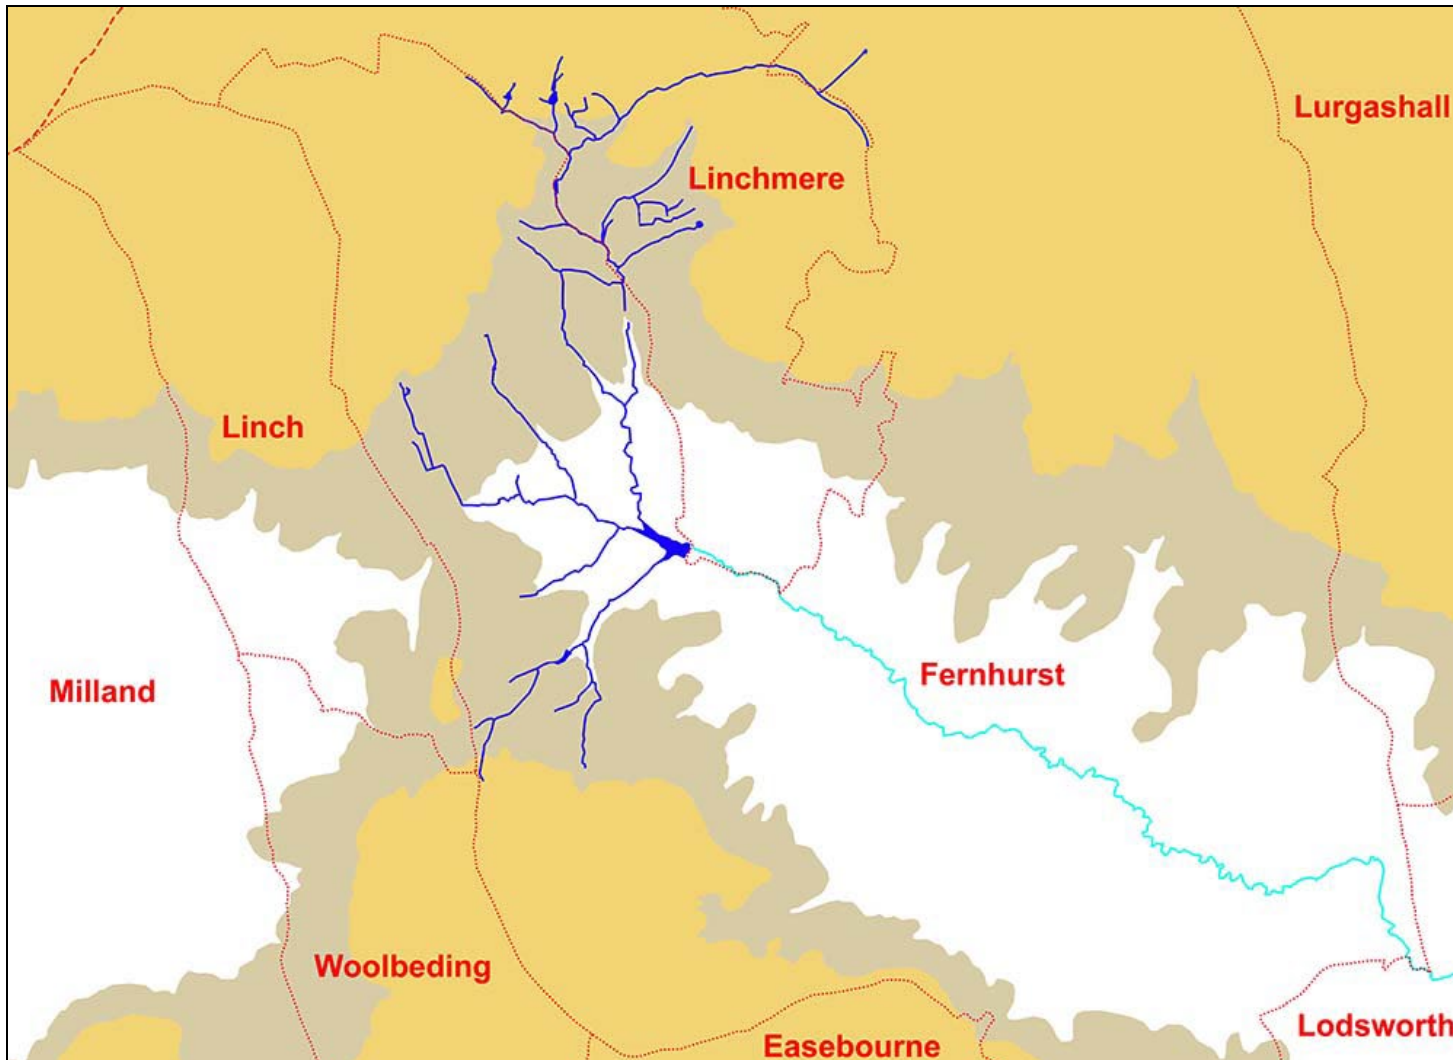 Lurgashall
Linchmere
Linch
Fernhurst
Milland
Woolbeding
Lodsworth
Easebourne